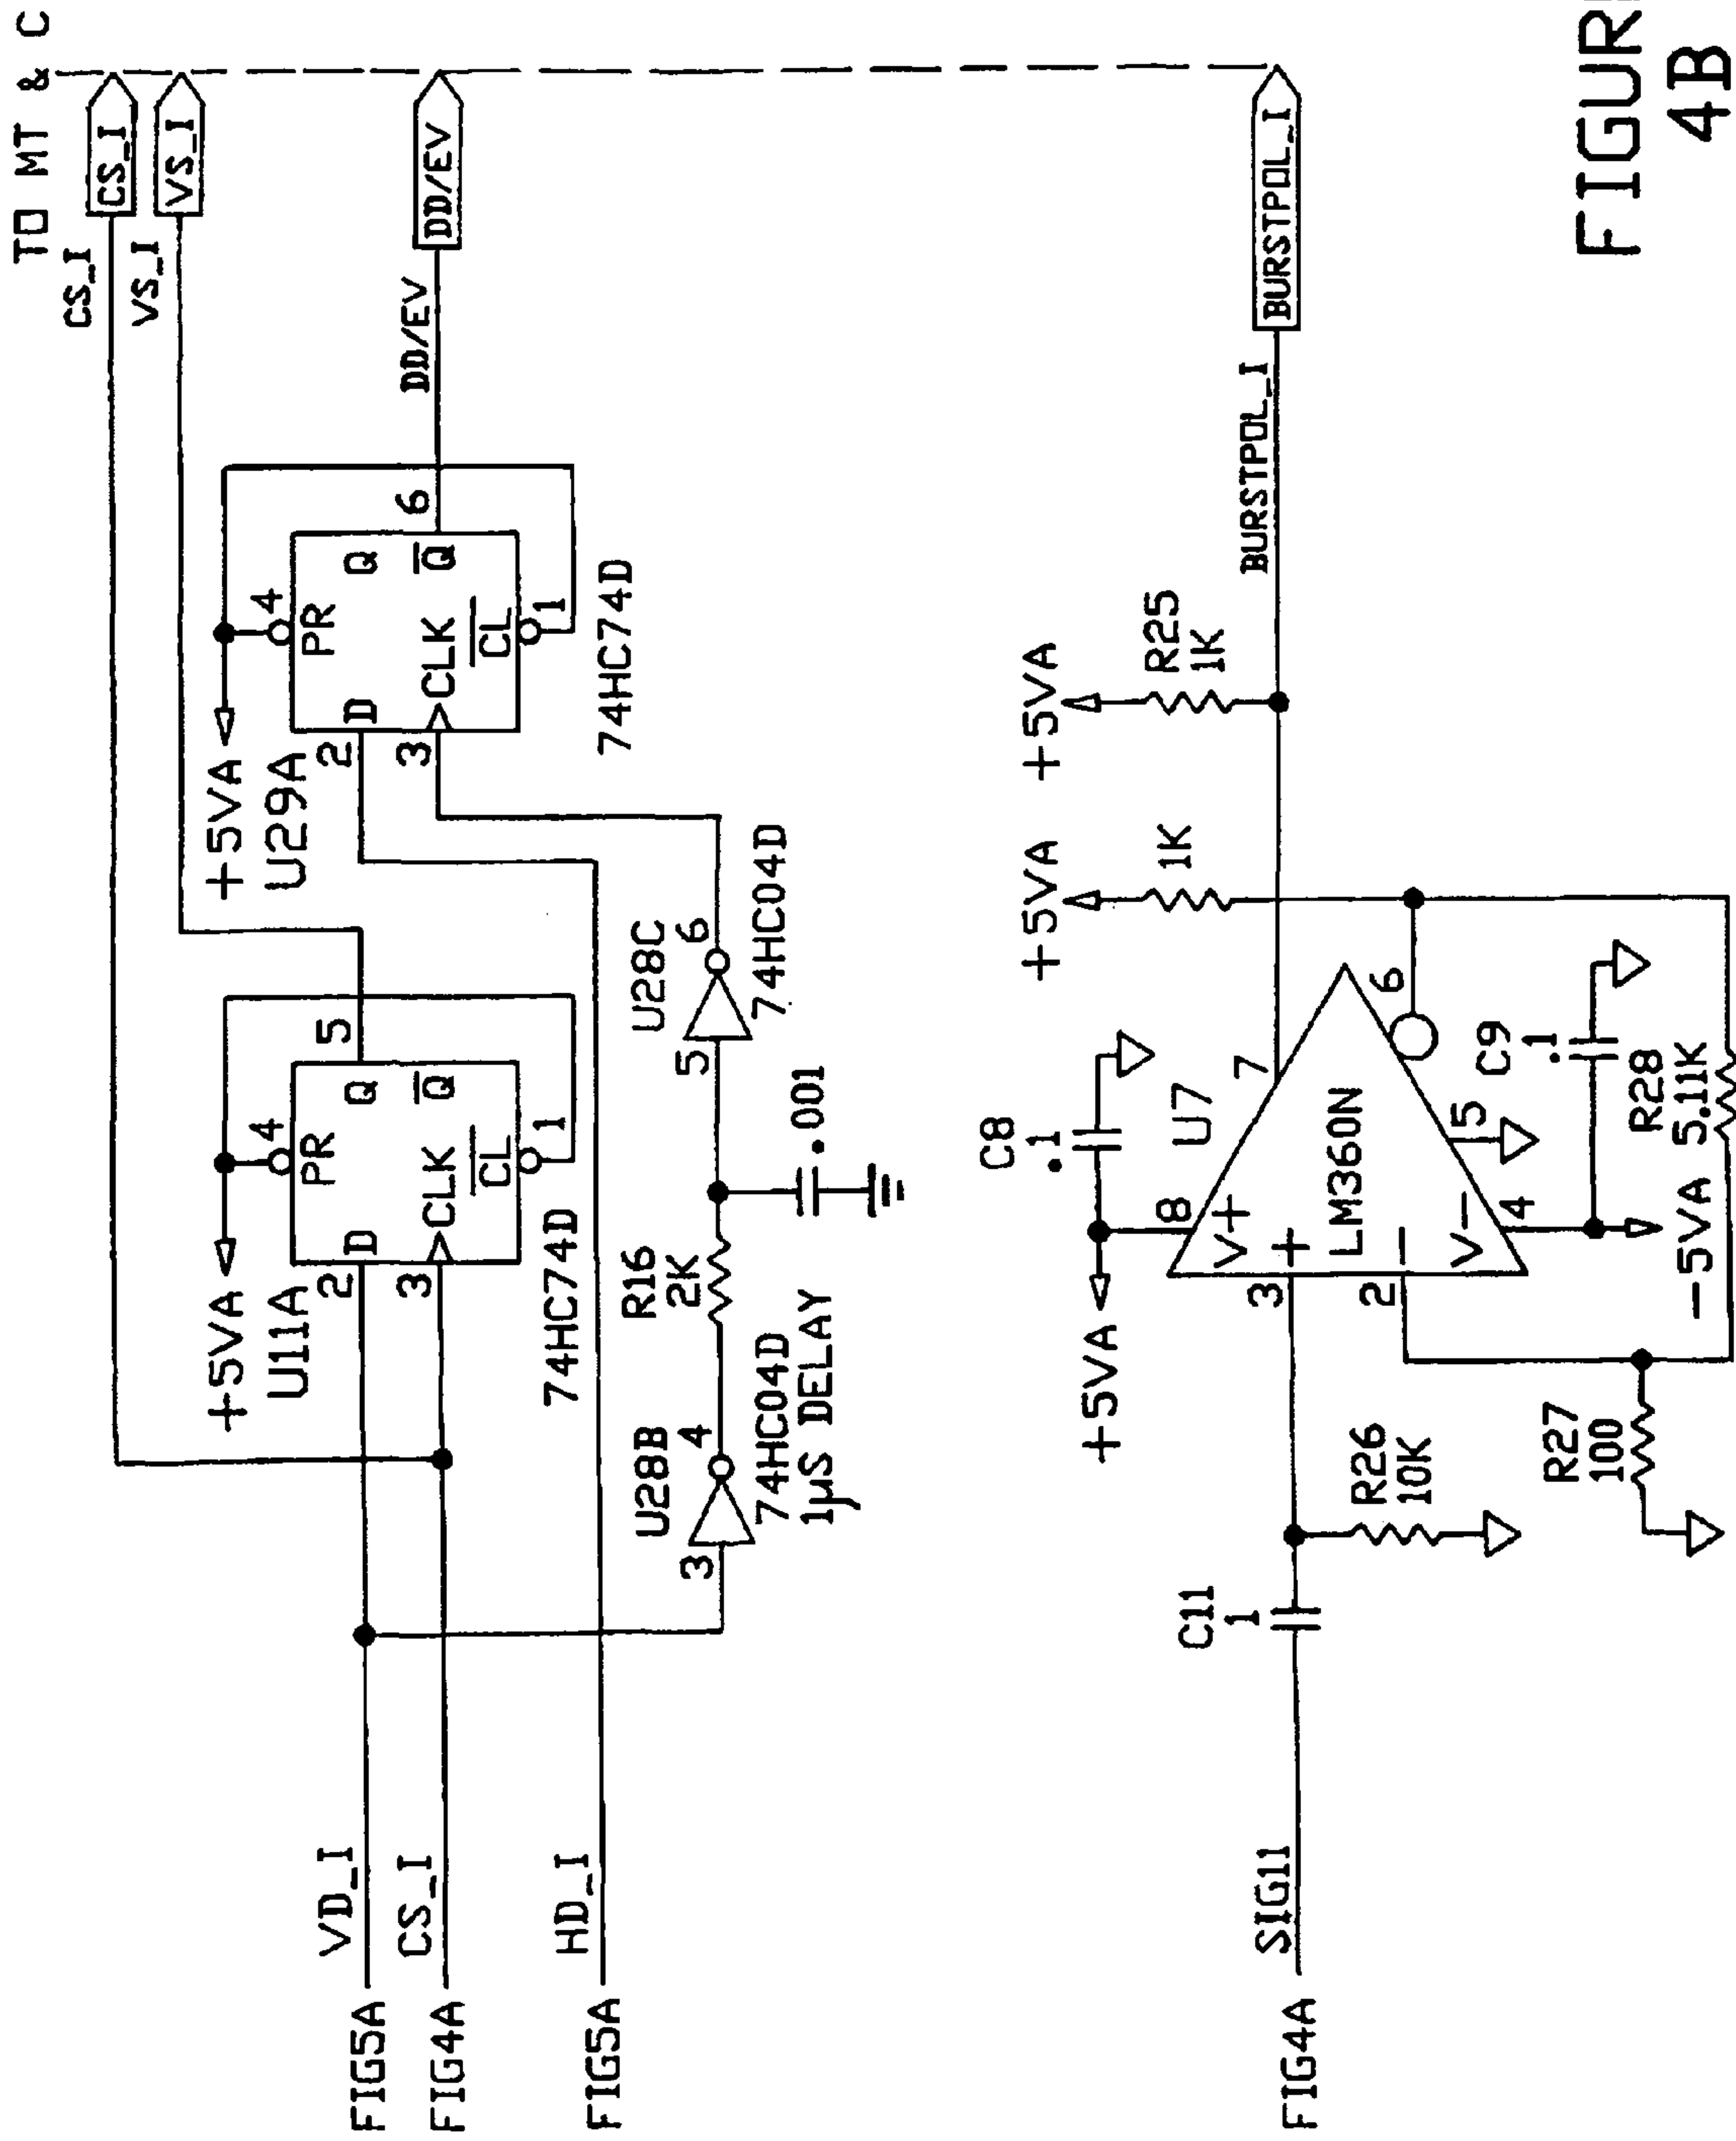 TO MT & C
CS_I
CS_I
VS_I
VS_I
+5VA
U11A
4
PR
2
D
Q
5
3
CLK
Q
CL
1
74HC74D
+5VA
U29A
4
PR
2
D
Q
3
CLK
Q
6
CL
1
74HC74D
DD/EV
DD/EV
FIG5A
VD_I
FIG4A
CS_I
FIG5A
HD_I
U28B
3
4
74HC04D
1µS DELAY
R16
2K
.001
U28C
5
6
74HC04D
FIG4A
SIG11
C11
1
R26
10K
R27
100
+5VA
C8
.1
U7
8
V+
3
+
LM360N
2
-
V-
4
5
6
7
C9
.1
-5VA
R28
5.11K
+5VA
1K
+5VA
R25
1K
BURSTPOL_I
BURSTPOL_I
FIGUR
4B